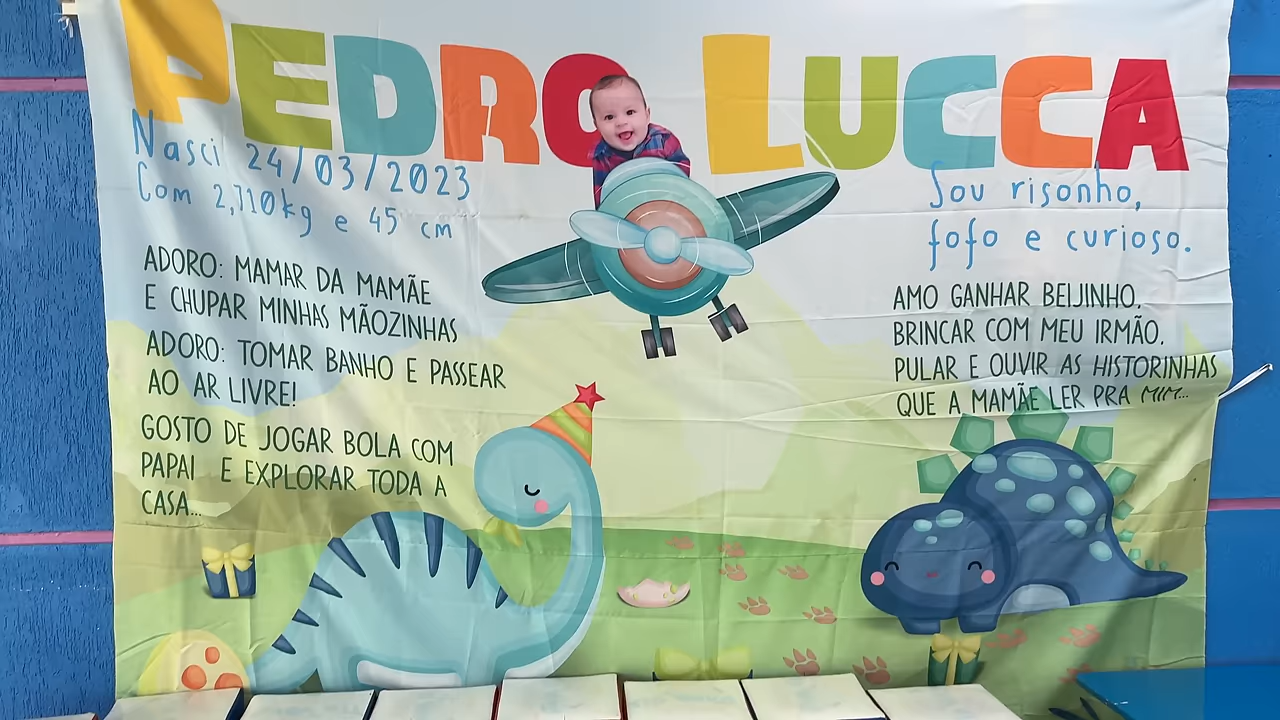 PEDRO LUCCA
Nasci 24/03/2023
Com 2,710kg e 45 cm
ADORO: MAMAR DA MAMÃE
E CHUPAR MINHAS MÃOZINHAS
ADORO: TOMAR BANHO E PASSEAR
AO AR LIVRE!
GOSTO DE JOGAR BOLA COM
PAPAI E EXPLORAR TODA A
CASA...
Sou risonho,
fofo e curioso.
AMO GANHAR BEIJINHO,
BRINCAR COM MEU IRMÃO,
PULAR E OUVIR AS HISTORINHAS
QUE A MAMÃE LER PRA MIM...